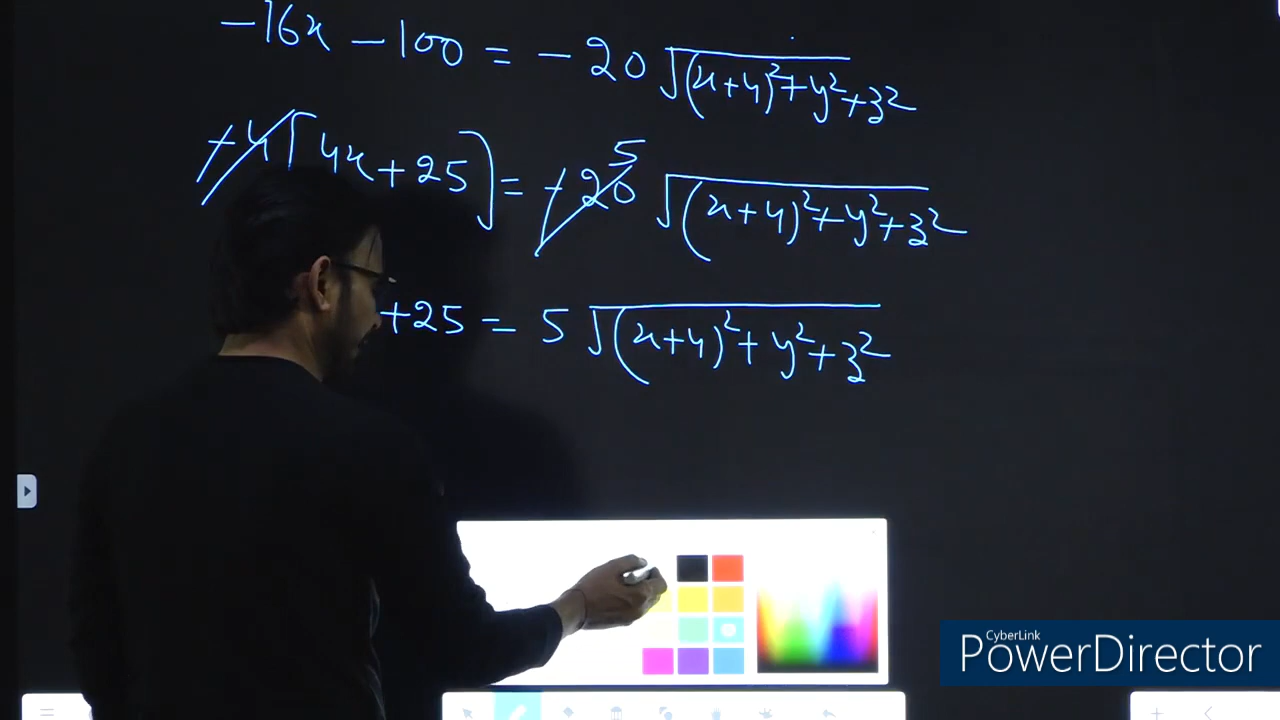 -16x - 100 = -20 √(x+4)²+y²+z²
-4[4x+25] = -20 5 √(x+4)²+y²+z²
+25 = 5 √(x+4)²+y²+z²
CyberLink
PowerDirector